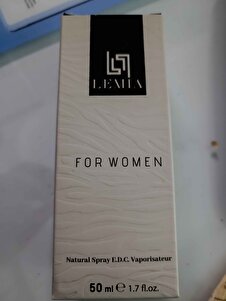 LEMIA
FOR WOMEN
Natural Spray E.D.C. Vaporisateur
50 ml ℮ 1.7 fl.oz.